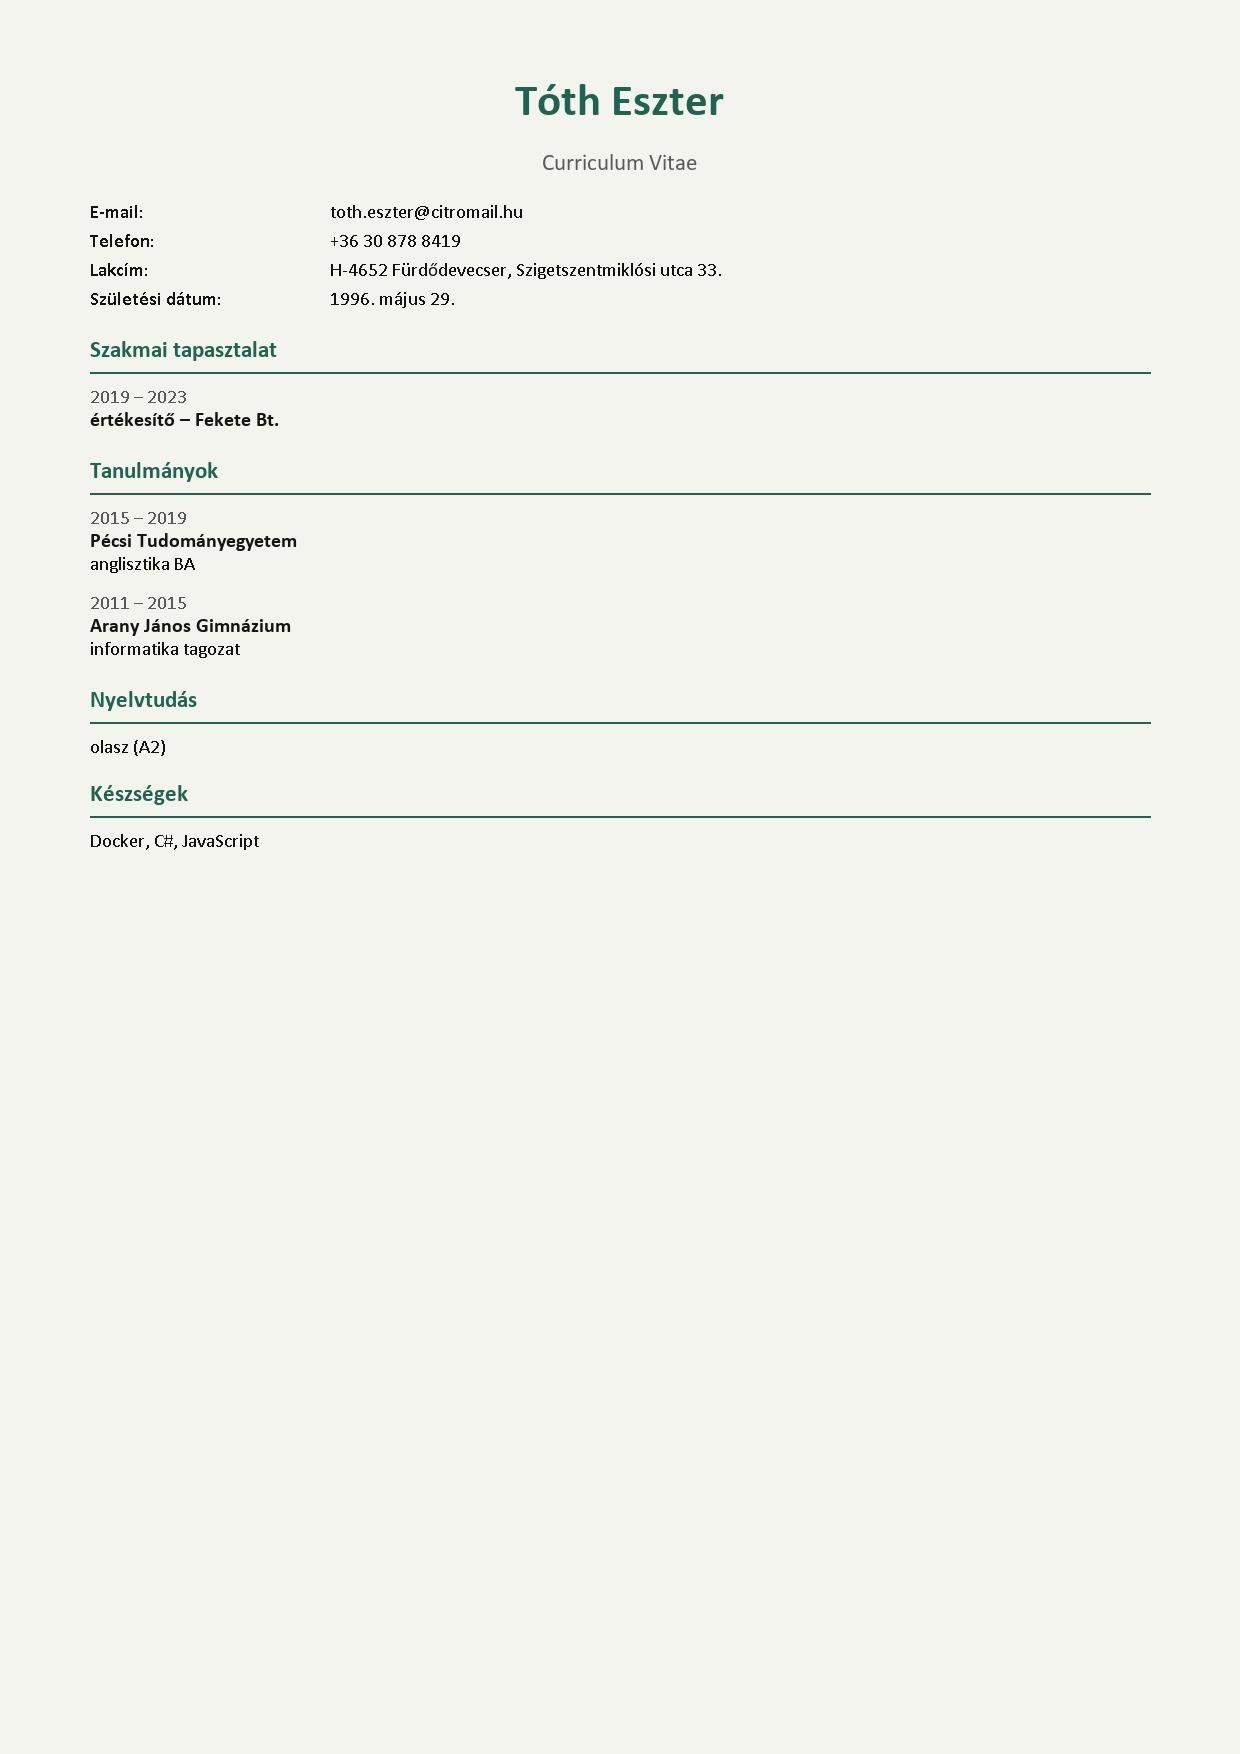 Tóth Eszter
Curriculum Vitae
E-mail: toth.eszter@citromail.hu
Telefon: +36 30 878 8419
Lakcím: H-4652 Fürdődevecser, Szigetszentmiklósi utca 33.
Születési dátum: 1996. május 29.
Szakmai tapasztalat
2019 – 2023
értékesítő – Fekete Bt.
Tanulmányok
2015 – 2019
Pécsi Tudományegyetem
anglisztika BA
2011 – 2015
Arany János Gimnázium
informatika tagozat
Nyelvtudás
olasz (A2)
Készségek
Docker, C#, JavaScript